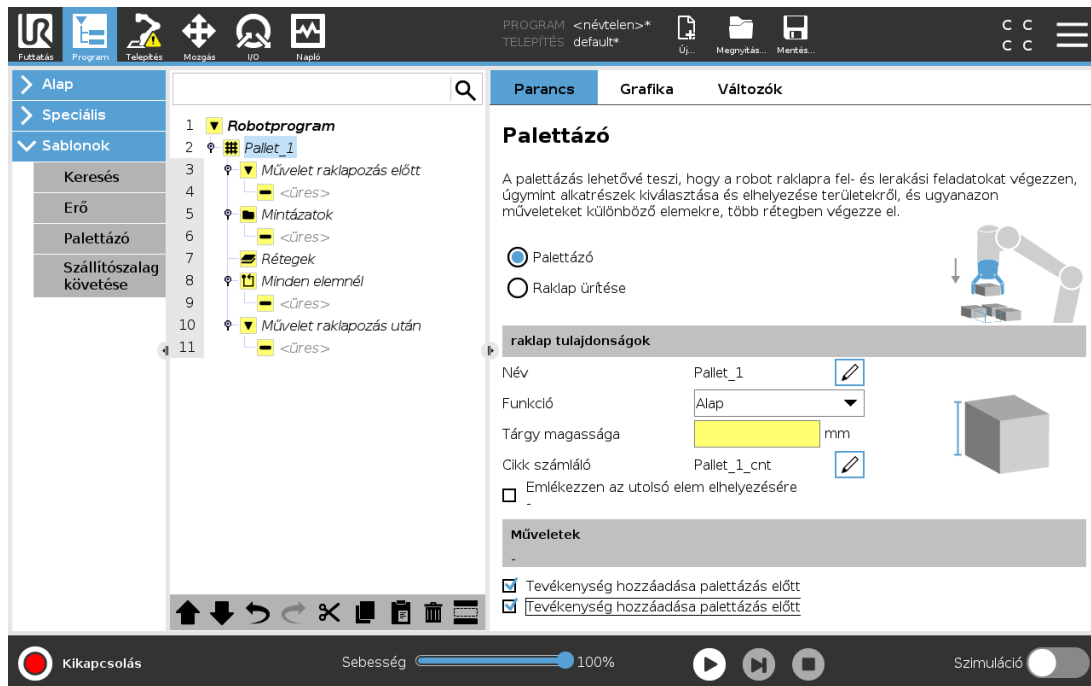 UR
PROGRAM <névtelen>*
TELEPÍTÉS default*
Futtatás Program Telepítés Mozgás I/O Napló
Új... Megnyitás... Mentés...
C C
C C
Alap
Speciális
Sablonok
Keresés
Erő
Palettázó
Szállítószalag
követése
1 Robotprogram
2 Pallet_1
3 Művelet raklapozás előtt
4 <üres>
5 Mintázatok
6 <üres>
7 Rétegek
8 Minden elemnél
9 <üres>
10 Művelet raklapozás után
11 <üres>
Parancs Grafika Változók
Palettázó
A palettázás lehetővé teszi, hogy a robot raklapra fel- és lerakási feladatokat végezzen,
úgymint alkatrészek kiválasztása és elhelyezése területekről, és ugyanazon
műveleteket különböző elemekre, több rétegben végezze el.
Palettázó
Raklap ürítése
raklap tulajdonságok
Név Pallet_1
Funkció Alap
Tárgy magassága mm
Cikk számláló Pallet_1_cnt
Emlékezzen az utolsó elem elhelyezésére
-
Műveletek
-
Tevékenység hozzáadása palettázás előtt
Tevékenység hozzáadása palettázás előtt
Kikapcsolás
Sebesség 100%
Szimuláció